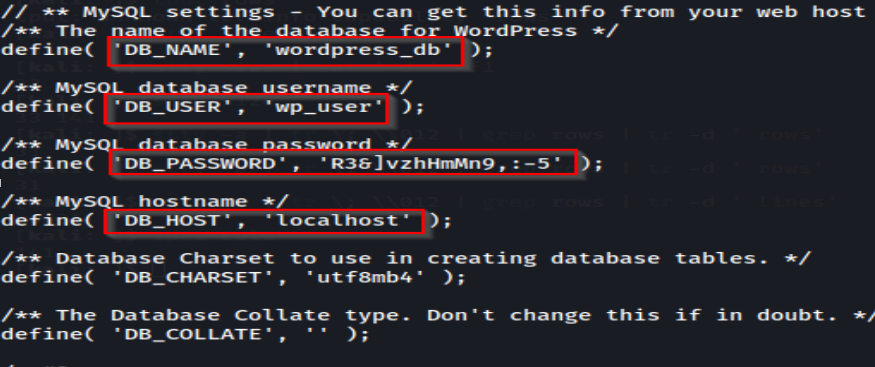 // ** MySQL settings - You can get this info from your web host
/** The name of the database for WordPress */
define( 'DB_NAME', 'wordpress_db' );
/** MySQL database username */
define( 'DB_USER', 'wp_user' );
/** MySQL database password */
define( 'DB_PASSWORD', 'R3&]vzhHmMn9,:-5' );
/** MySQL hostname */
define( 'DB_HOST', 'localhost' );
/** Database Charset to use in creating database tables. */
define( 'DB_CHARSET', 'utf8mb4' );
/** The Database Collate type. Don't change this if in doubt. */
define( 'DB_COLLATE', '' );